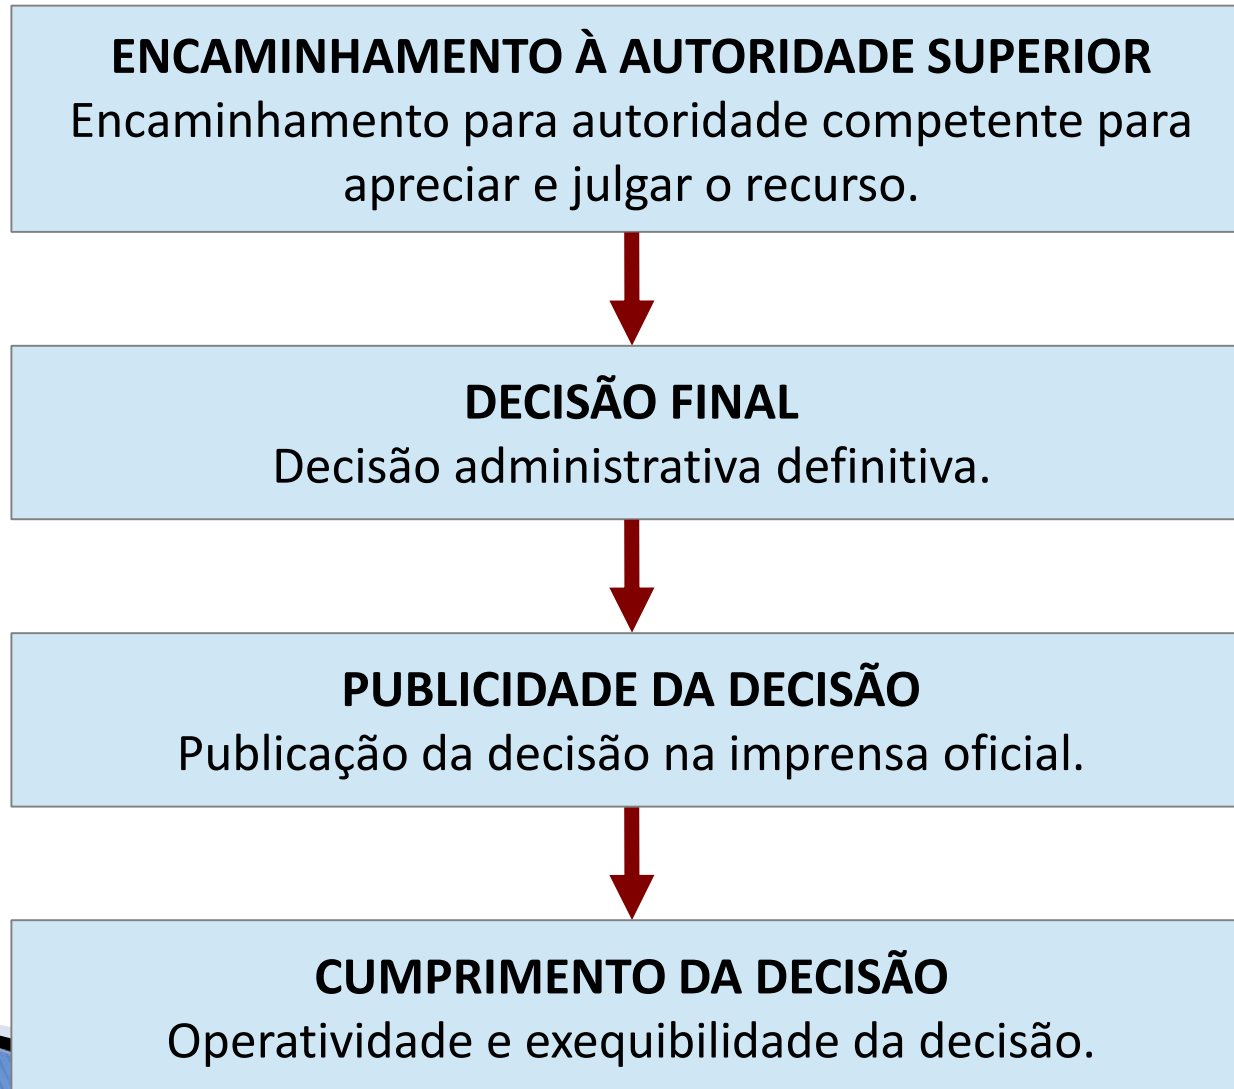 ENCAMINHAMENTO À AUTORIDADE SUPERIOR
Encaminhamento para autoridade competente para
apreciar e julgar o recurso.
DECISÃO FINAL
Decisão administrativa definitiva.
PUBLICIDADE DA DECISÃO
Publicação da decisão na imprensa oficial.
CUMPRIMENTO DA DECISÃO
Operatividade e exequibilidade da decisão.